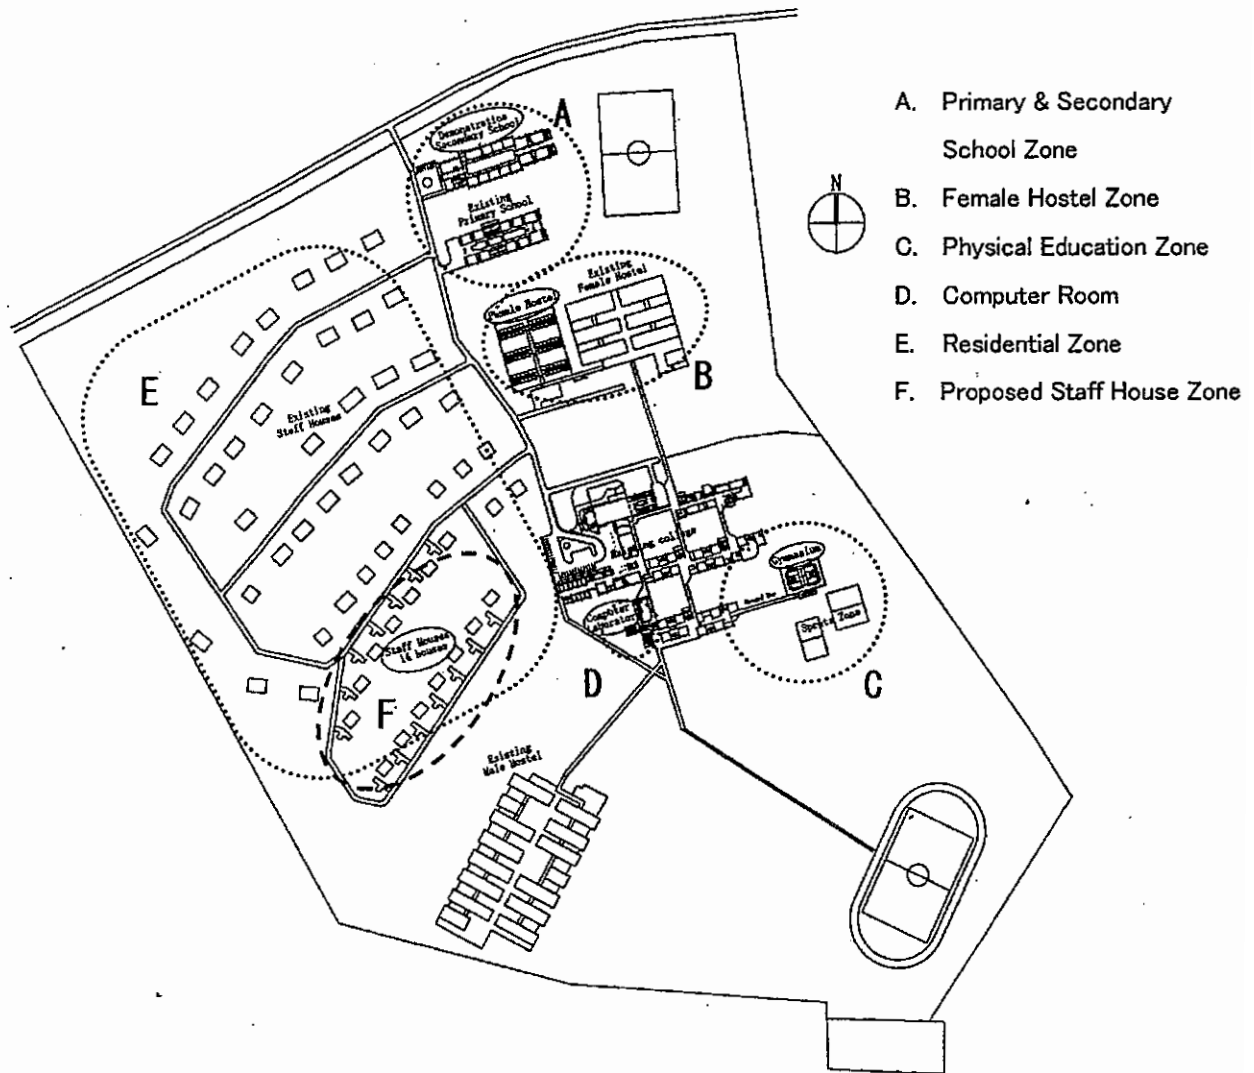 A
Demonstration
Secondary School
Existing
Primary School
N
A. Primary & Secondary
School Zone
B. Female Hostel Zone
C. Physical Education Zone
D. Computer Room
E. Residential Zone
F. Proposed Staff House Zone
Existing
Female Hostel
Hostel
B
E
Existing
Staff Houses
Existing college
Gymnasium
Sports Zone
C
Computer
Laboratory
D
Staff Houses
16 houses
F
Existing
Male Hostel